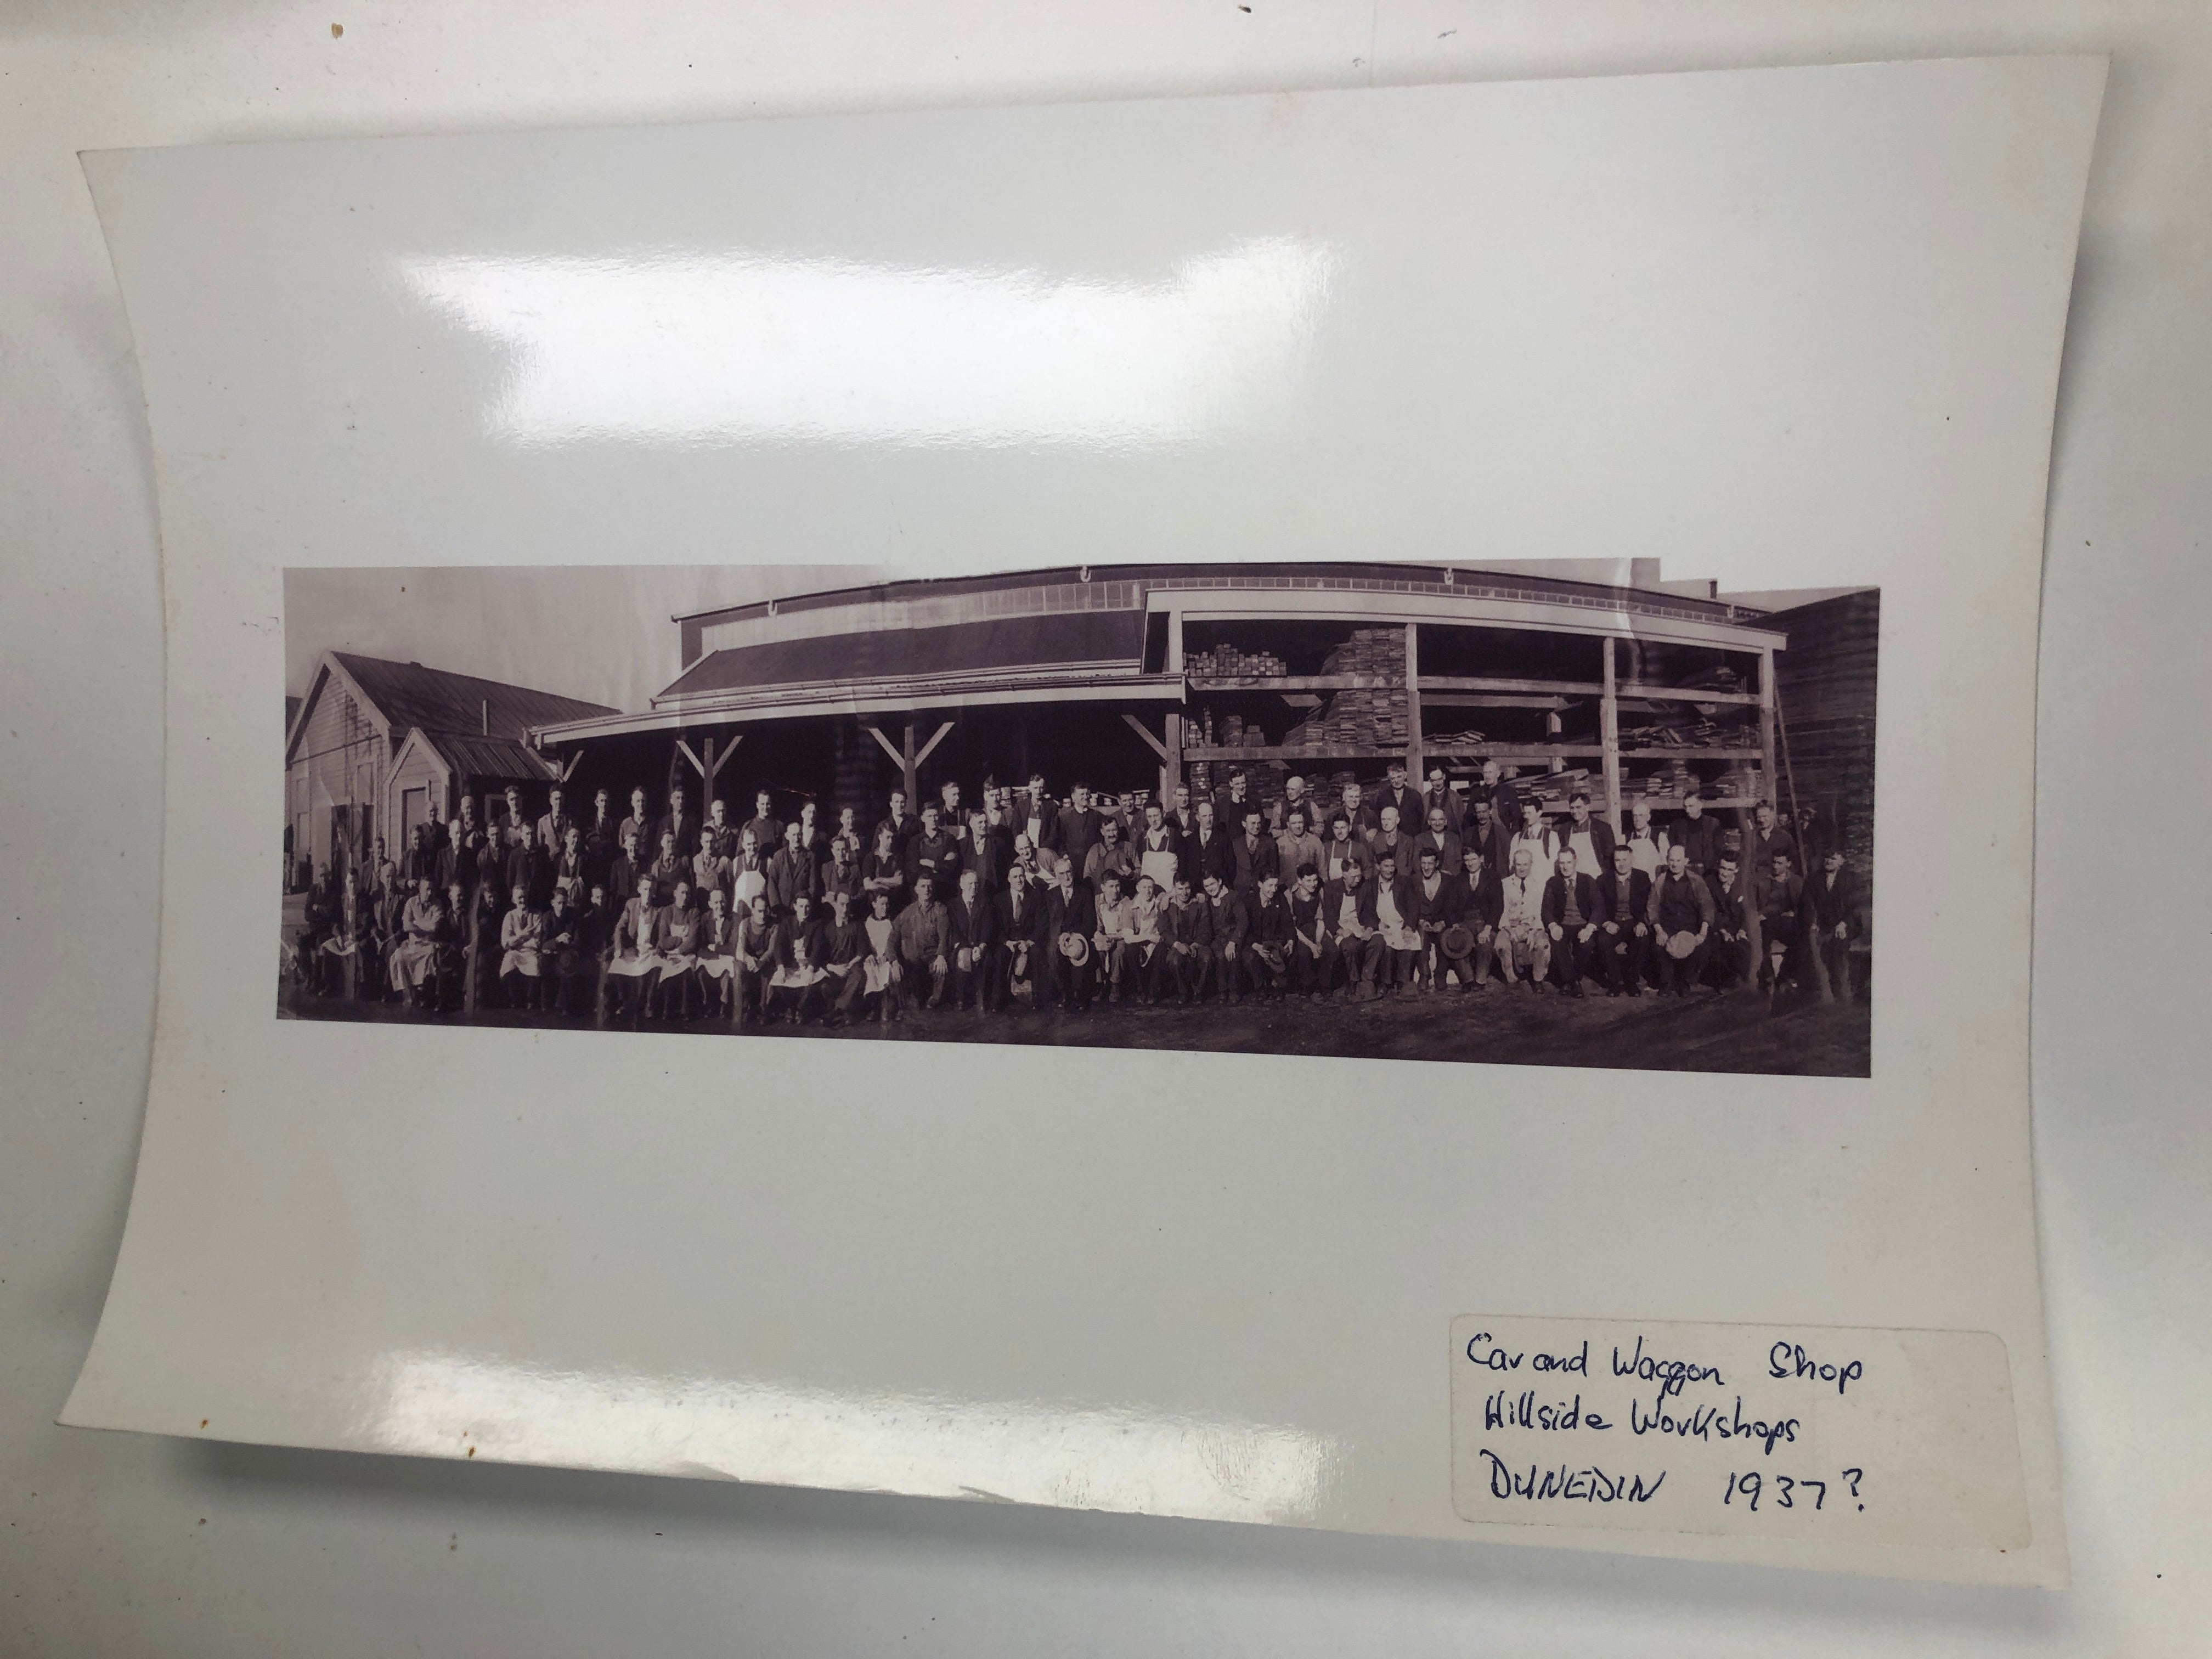 Car and Waggon Shop
Hillside Workshops
DUNEDIN 1937?